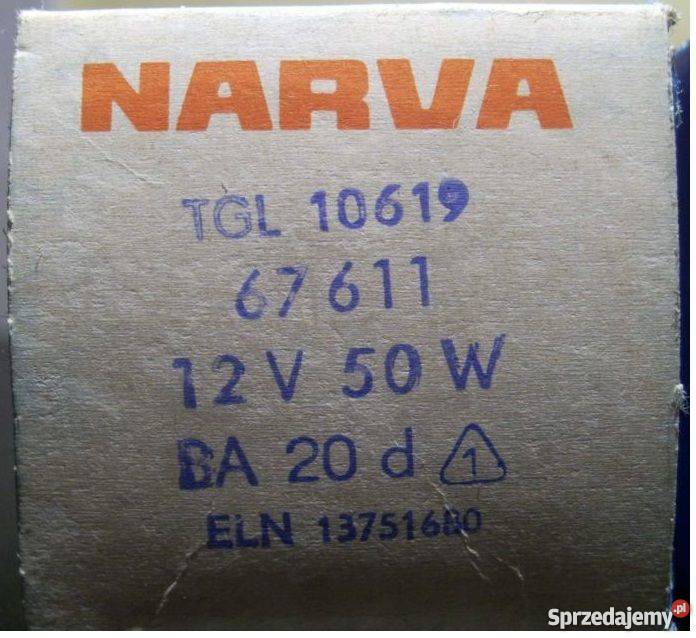 NARVA
TGL 10619
67 611
12 V 50 W
BA 20 d 1
ELN 13751680
Sprzedajemy.pl